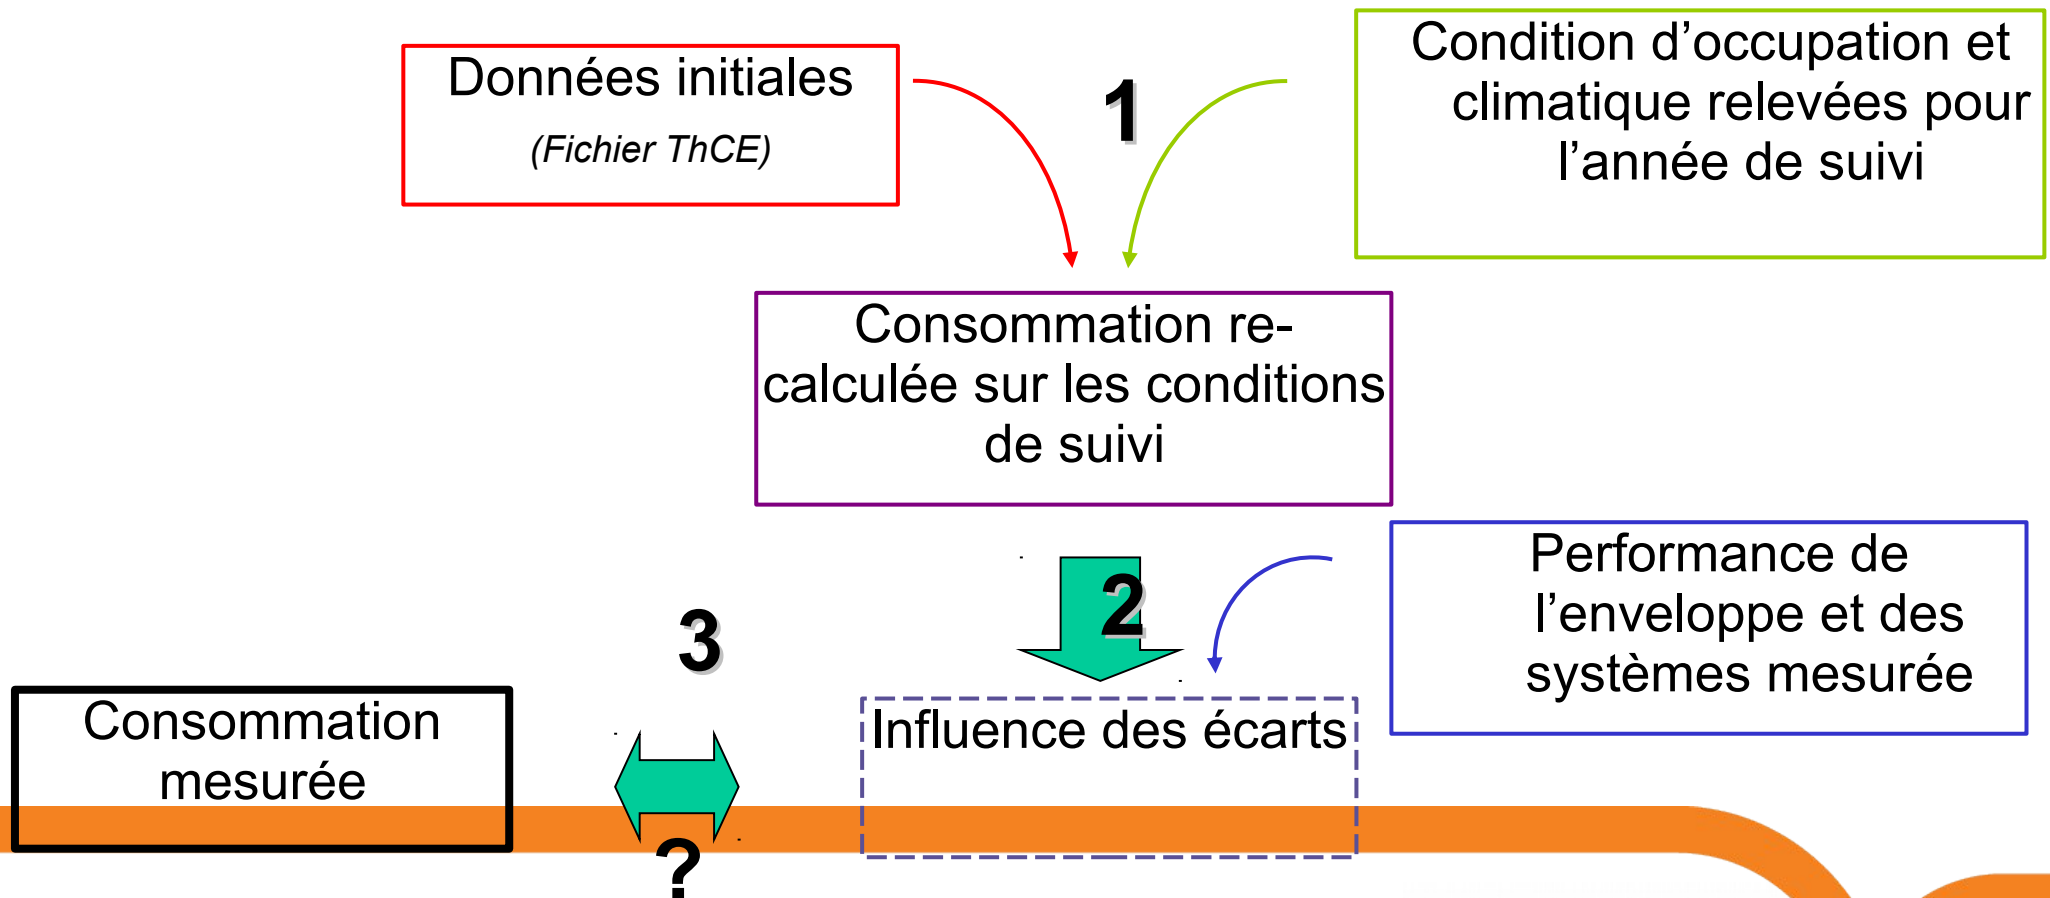 Données initiales
(Fichier ThCE)
1
Condition d’occupation et
climatique relevées pour
l’année de suivi
Consommation re-
calculée sur les conditions
de suivi
2
Performance de
l’enveloppe et des
systèmes mesurée
3
Consommation
mesurée
Influence des écarts
?